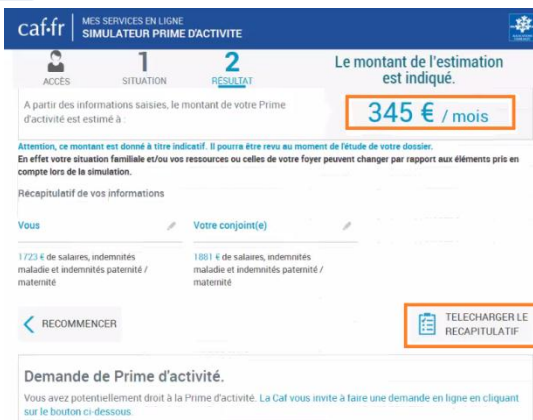 caf.fr
MES SERVICES EN LIGNE
SIMULATEUR PRIME D'ACTIVITE
ACCÈS
1
SITUATION
2
RÉSULTAT
Le montant de l'estimation
est indiqué.
A partir des informations saisies, le montant de votre Prime
d'activité est estimé à :
345 € / mois
Attention, ce montant est donné à titre indicatif. Il pourra être revu au moment de l'étude de votre dossier.
En effet votre situation familiale et/ou vos ressources ou celles de votre foyer peuvent changer par rapport aux éléments pris en
compte lors de la simulation.
Récapitulatif de vos informations
Vous
Votre conjoint(e)
1723 € de salaires, indemnités
maladie et indemnités paternité /
maternité
1881 € de salaires, indemnités
maladie et indemnités paternité /
maternité
RECOMMENCER
TELECHARGER LE
RECAPITULATIF
Demande de Prime d'activité.
Vous avez potentiellement droit à la Prime d'activité. La Caf vous invite à faire une demande en ligne en cliquant
sur le bouton ci-dessous